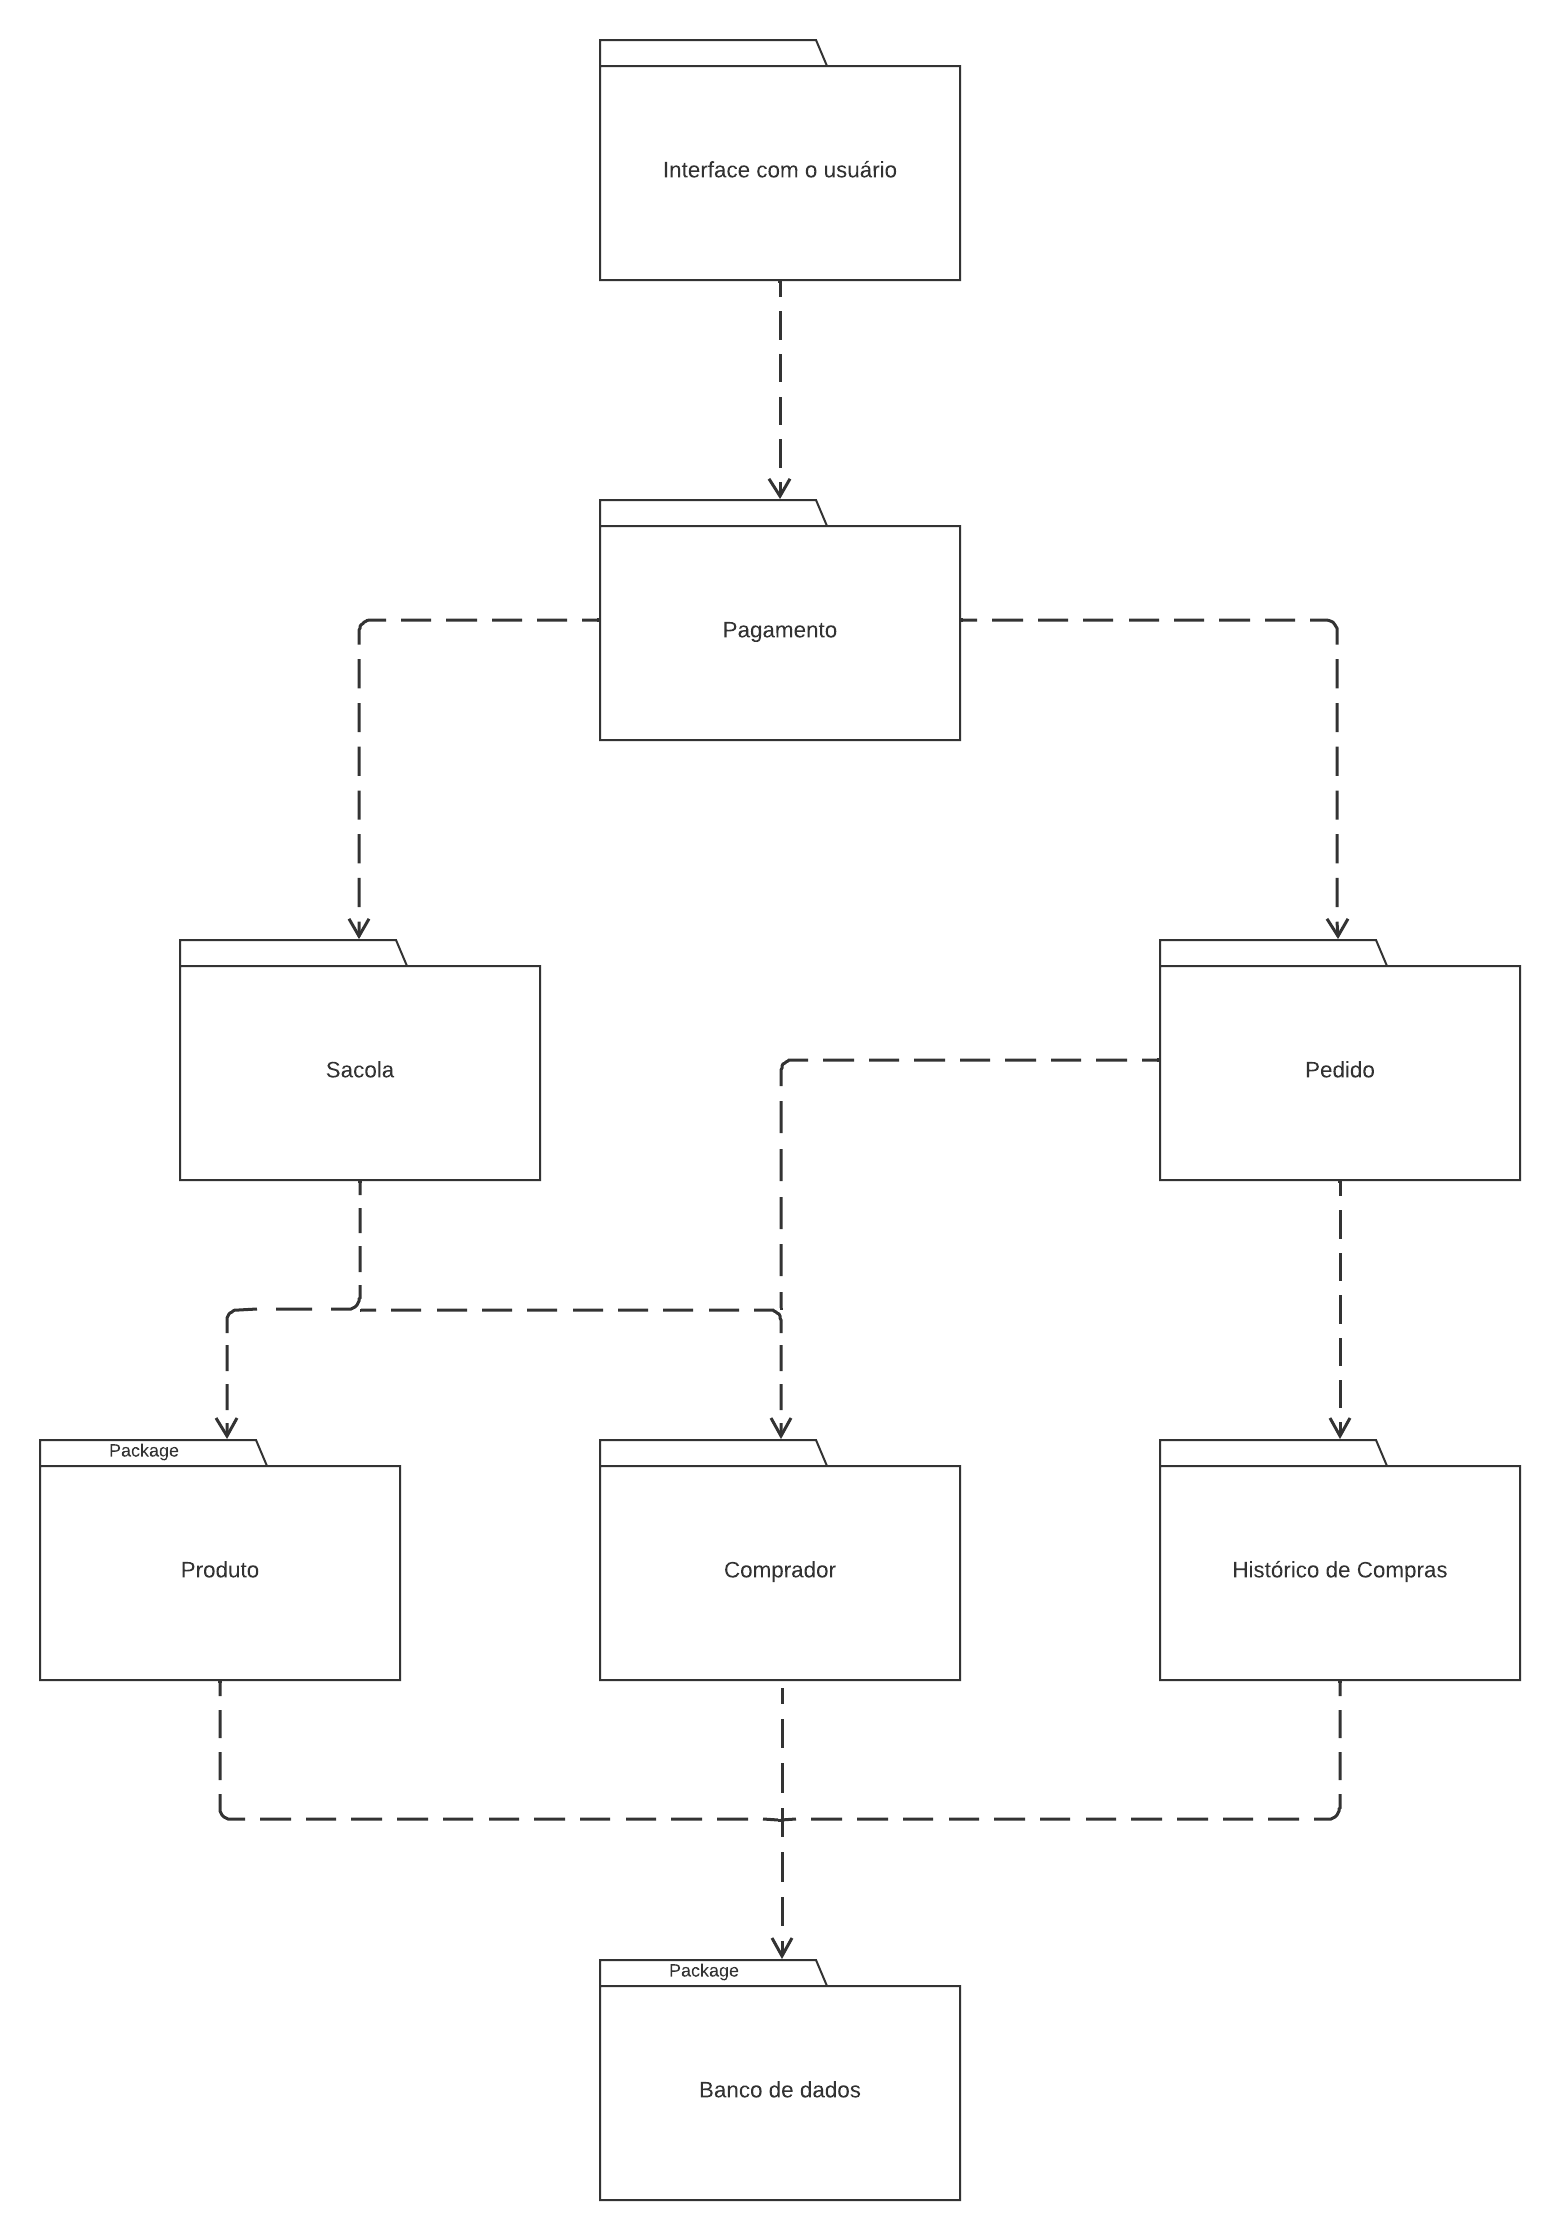 Interface com o usuário
Pagamento
Sacola
Pedido
Package
Produto
Comprador
Histórico de Compras
Package
Banco de dados